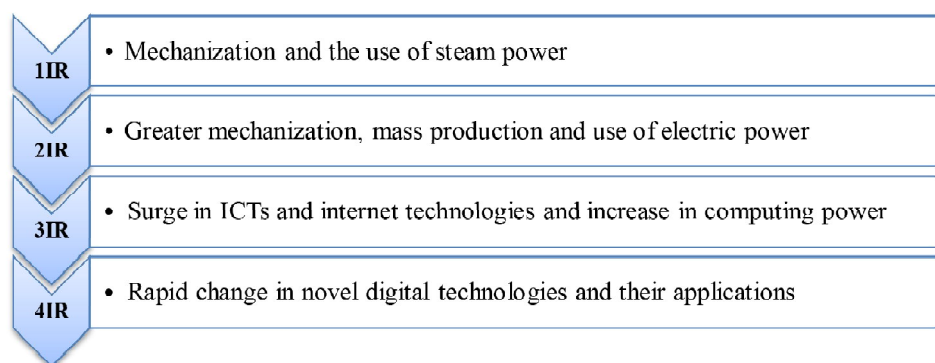 1IR
• Mechanization and the use of steam power
2IR
• Greater mechanization, mass production and use of electric power
3IR
• Surge in ICTs and internet technologies and increase in computing power
4IR
• Rapid change in novel digital technologies and their applications